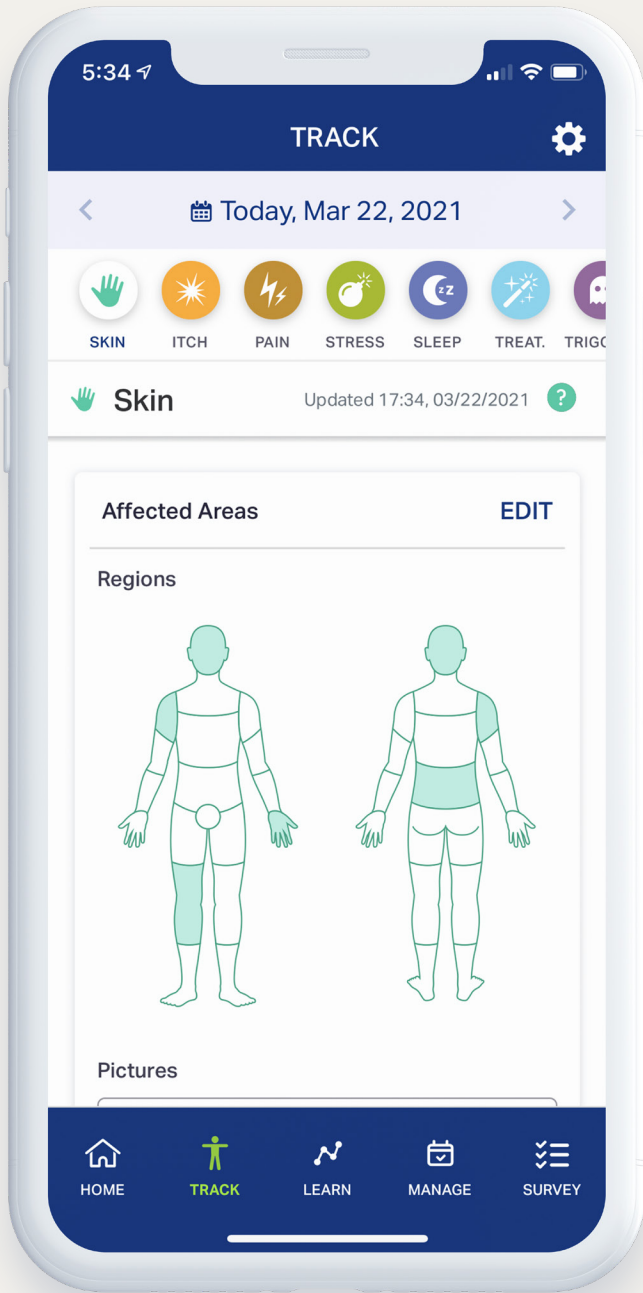 5:34
TRACK
Today, Mar 22, 2021
SKIN ITCH PAIN STRESS SLEEP TREAT. TRIGG
Skin Updated 17:34, 03/22/2021 ?
Affected Areas EDIT
Regions
Pictures
HOME TRACK LEARN MANAGE SURVEY